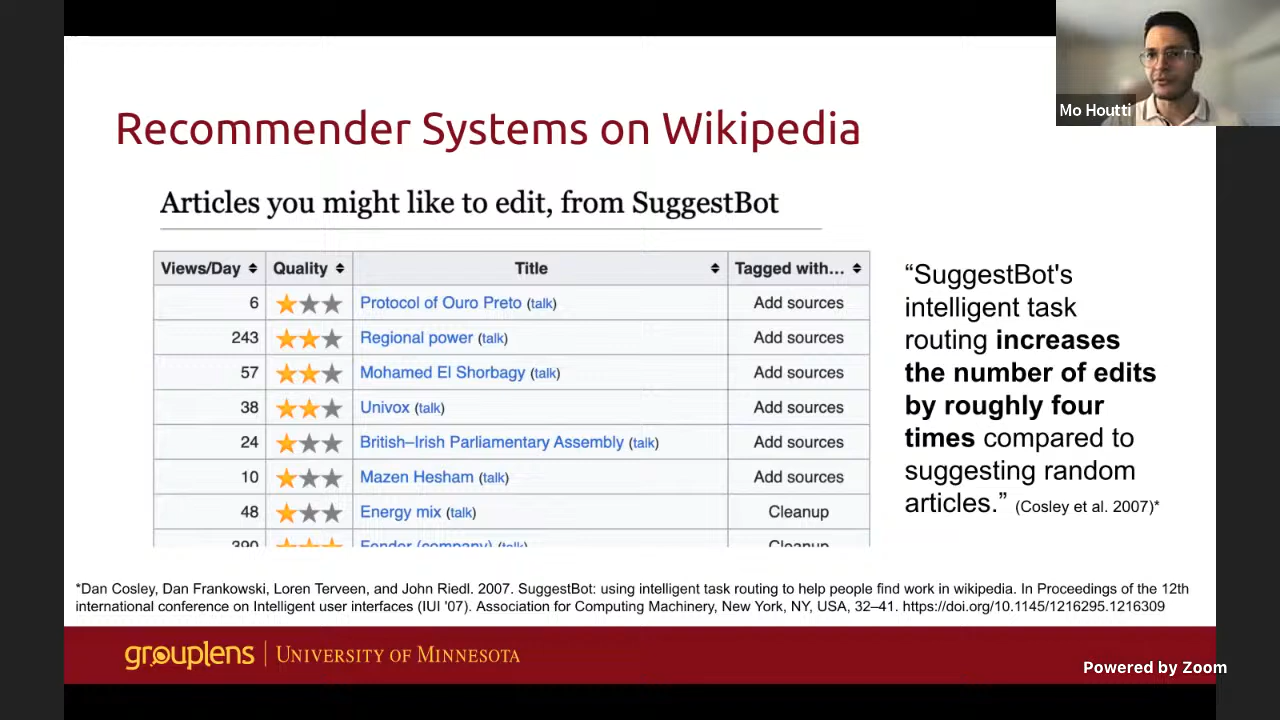 Mo Houtti
Recommender Systems on Wikipedia
Articles you might like to edit, from SuggestBot
Views/Day Quality Title Tagged with...
6 Protocol of Ouro Preto (talk) Add sources
243 Regional power (talk) Add sources
57 Mohamed El Shorbagy (talk) Add sources
38 Univox (talk) Add sources
24 British–Irish Parliamentary Assembly (talk) Add sources
10 Mazen Hesham (talk) Add sources
48 Energy mix (talk) Cleanup
390 Fender (company) (talk) Cleanup
“SuggestBot's
intelligent task
routing increases
the number of edits
by roughly four
times compared to
suggesting random
articles.” (Cosley et al. 2007)*
*Dan Cosley, Dan Frankowski, Loren Terveen, and John Riedl. 2007. SuggestBot: using intelligent task routing to help people find work in wikipedia. In Proceedings of the 12th
international conference on Intelligent user interfaces (IUI '07). Association for Computing Machinery, New York, NY, USA, 32–41. https://doi.org/10.1145/1216295.1216309
grouplens | UNIVERSITY OF MINNESOTA
Powered by Zoom